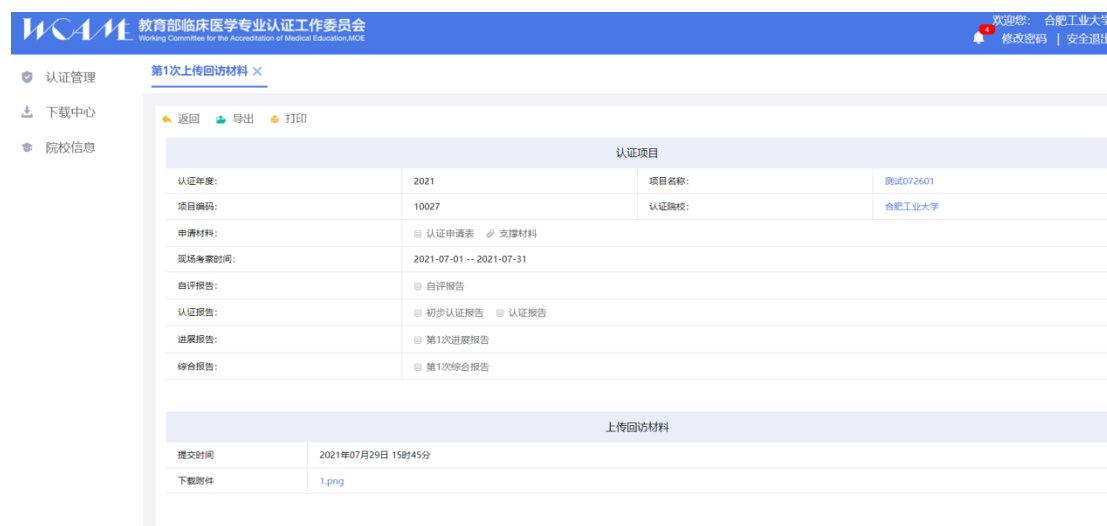 WCAME 教育部临床医学专业认证工作委员会
Working Committee for the Accreditation of Medical Education,MOE
欢迎您： 合肥工业大学
4
修改密码 | 安全退出
认证管理
下载中心
院校信息
第1次上传回访材料
返回 导出 打印
认证项目
认证年度： 2021 项目名称： 测试072601
项目编码： 10027 认证院校： 合肥工业大学
申请材料： 认证申请表 支撑材料
现场考察时间： 2021-07-01 -- 2021-07-31
自评报告： 自评报告
认证报告： 初步认证报告 认证报告
进展报告： 第1次进展报告
综合报告： 第1次综合报告
上传回访材料
提交时间 2021年07月29日 15时45分
下载附件 1.png